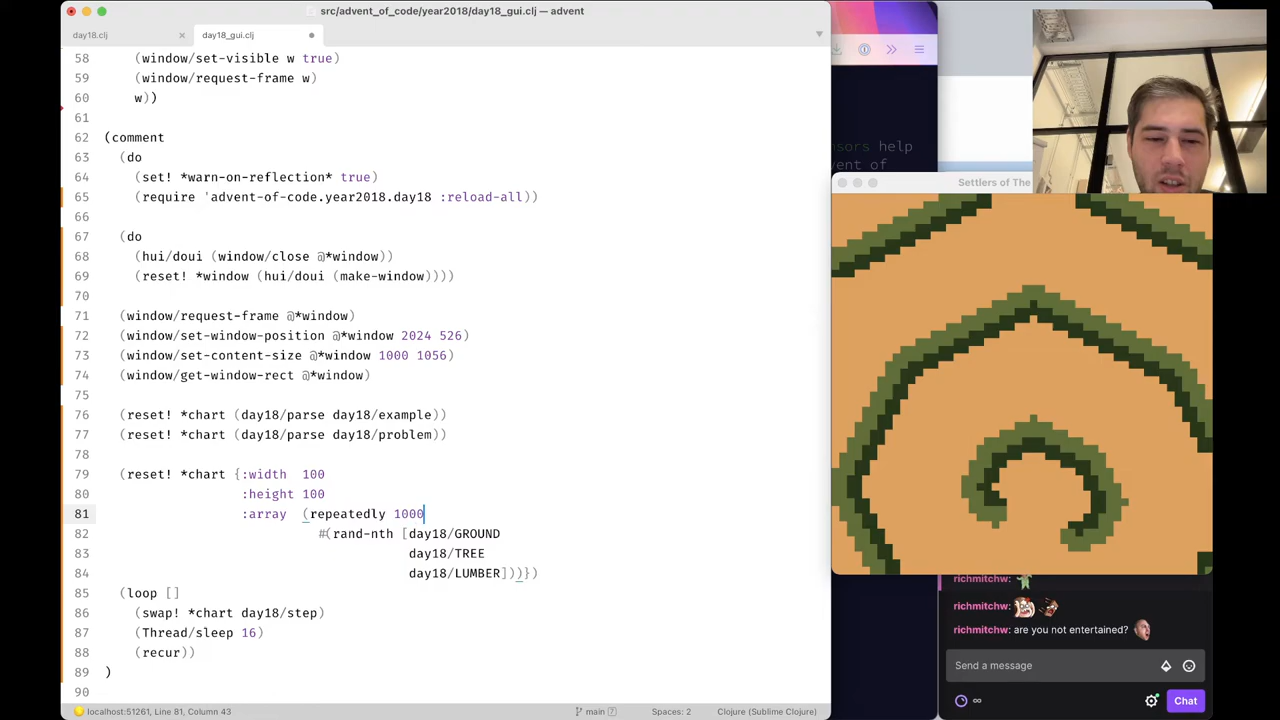 src/advent_of_code/year2018/day18_gui.clj — advent
day18.clj
day18_gui.clj
58 (window/set-visible w true)
59 (window/request-frame w)
60 w))
61
62 (comment
63 (do
64 (set! *warn-on-reflection* true)
65 (require 'advent-of-code.year2018.day18 :reload-all))
66
67 (do
68 (hui/doui (window/close @*window))
69 (reset! *window (hui/doui (make-window))))
70
71 (window/request-frame @*window)
72 (window/set-window-position @*window 2024 526)
73 (window/set-content-size @*window 1000 1056)
74 (window/get-window-rect @*window)
75
76 (reset! *chart (day18/parse day18/example))
77 (reset! *chart (day18/parse day18/problem))
78
79 (reset! *chart {:width 100
80 :height 100
81 :array (repeatedly 1000
82 #(rand-nth [day18/GROUND
83 day18/TREE
84 day18/LUMBER]))})
85 (loop []
86 (swap! *chart day18/step)
87 (Thread/sleep 16)
88 (recur))
89 )
90
localhost:51261, Line 81, Column 43
main 7
Spaces: 2
Clojure (Sublime Clojure)
nsors help
vent of
Settlers of The
richmitchw:
richmitchw:
richmitchw: are you not entertained?
Send a message
∞
Chat